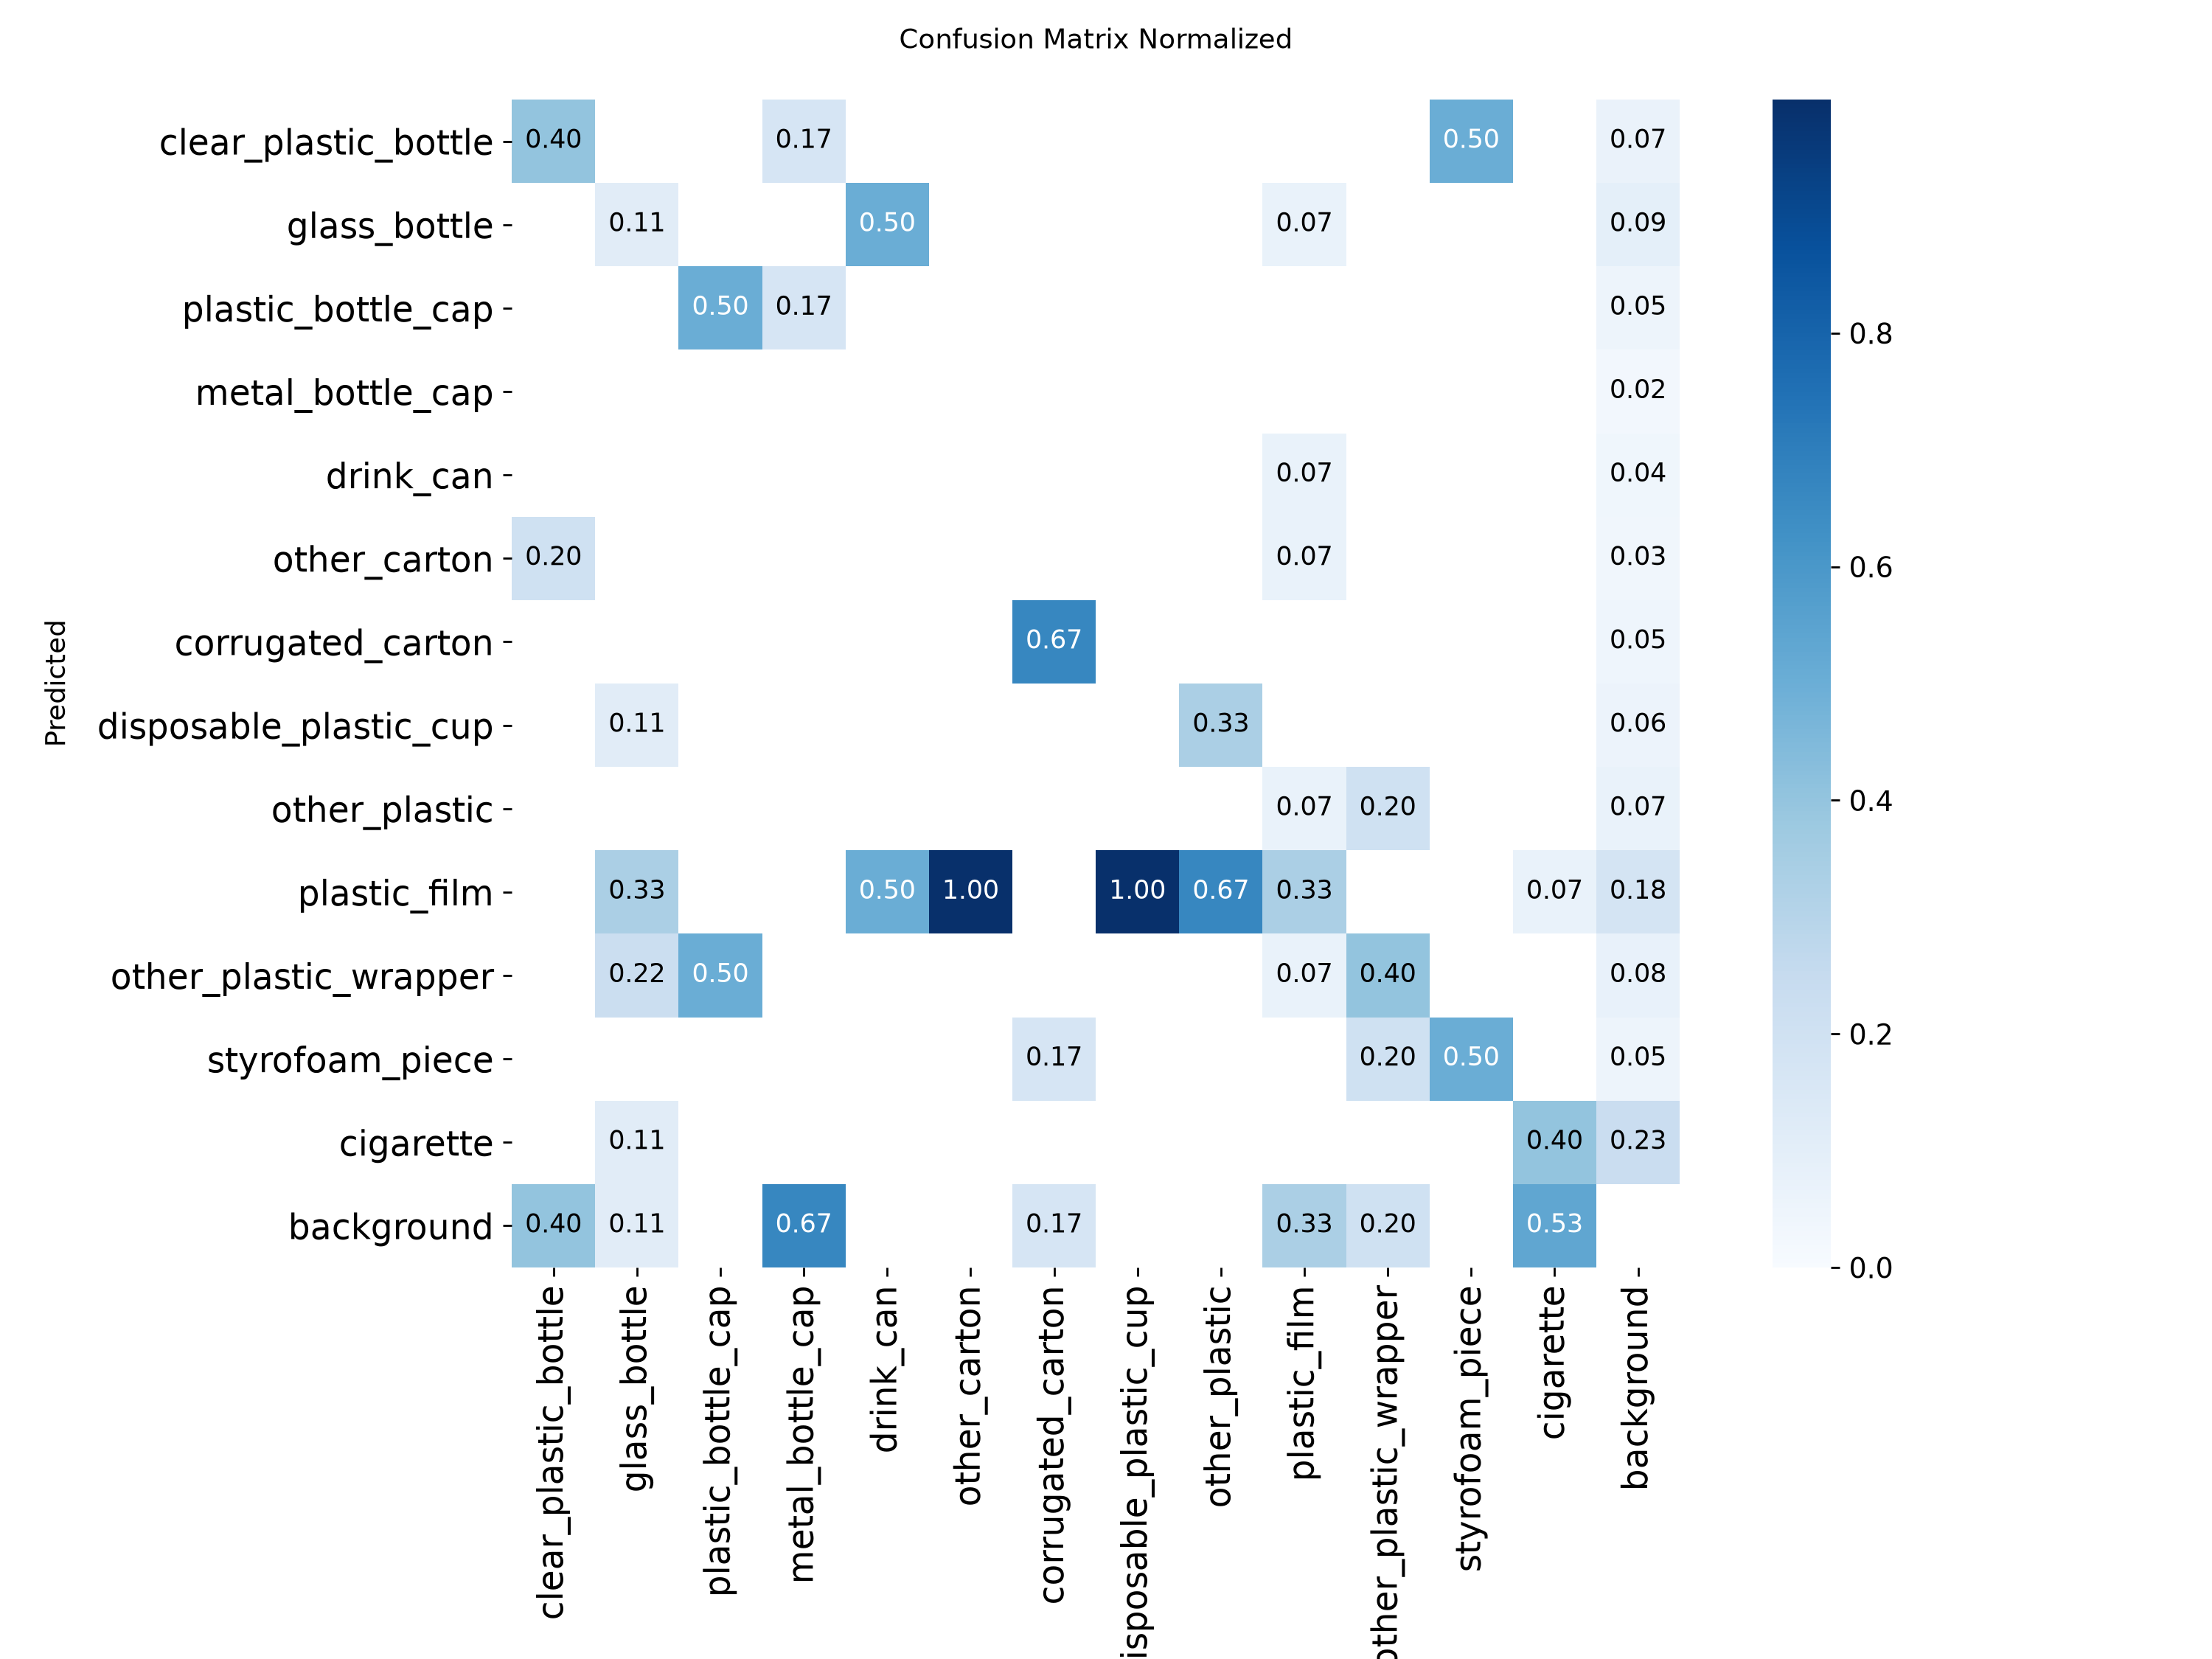 Confusion Matrix Normalized
clear_plastic_bottle 0.40 0.17 0.50 0.07
glass_bottle 0.11 0.50 0.07 0.09
plastic_bottle_cap 0.50 0.17 0.05
metal_bottle_cap 0.02
drink_can 0.07 0.04
other_carton 0.20 0.07 0.03
corrugated_carton 0.67 0.05
disposable_plastic_cup 0.11 0.33 0.06
other_plastic 0.07 0.20 0.07
plastic_film 0.33 0.50 1.00 1.00 0.67 0.33 0.07 0.18
other_plastic_wrapper 0.22 0.50 0.07 0.40 0.08
styrofoam_piece 0.17 0.20 0.50 0.05
cigarette 0.11 0.40 0.23
background 0.40 0.11 0.67 0.17 0.33 0.20 0.53
Predicted
clear_plastic_bottle
glass_bottle
plastic_bottle_cap
metal_bottle_cap
drink_can
other_carton
corrugated_carton
isposable_plastic_cup
other_plastic
plastic_film
other_plastic_wrapper
styrofoam_piece
cigarette
background
0.8
0.6
0.4
0.2
0.0